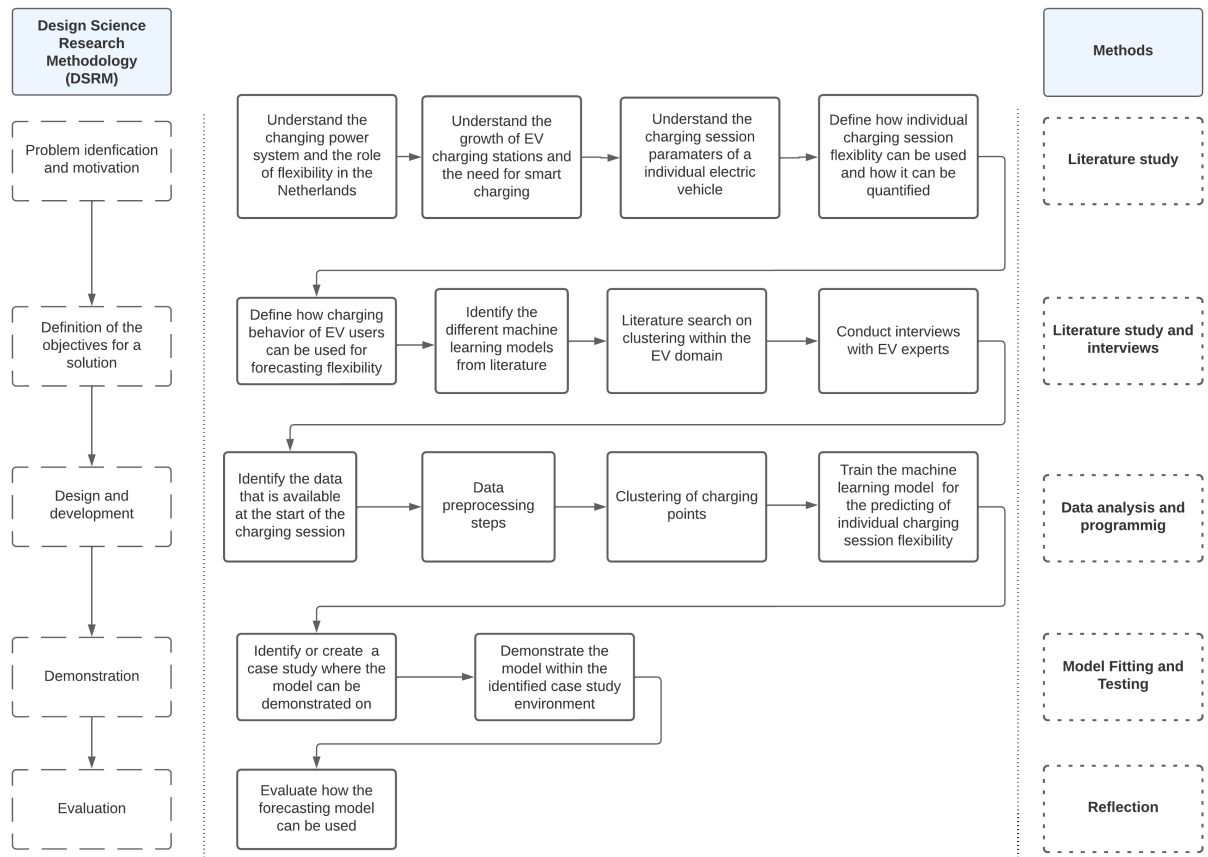 Design Science
Research
Methodology
(DSRM)
Methods
Problem idenfication
and motivation
Understand the
changing power
system and the role
of flexibility in the
Netherlands
Understand the
growth of EV
charging stations and
the need for smart
charging
Understand the
charging session
paramaters of a
individual electric
vehicle
Define how individual
charging session
flexiblity can be used
and how it can be
quantified
Literature study
Definition of the
objectives for a
solution
Define how charging
behavior of EV users
can be used for
forecasting flexibility
Identify the
different machine
learning models
from literature
Literature search on
clustering within the
EV domain
Conduct interviews
with EV experts
Literature study and
interviews
Design and
development
Identify the data
that is available
at the start of the
charging session
Data
preprocessing
steps
Clustering of charging
points
Train the machine
learning model  for
the predicting of
individual charging
session flexibility
Data analysis and
programmig
Demonstration
Identify or create  a
case study where the
model can be
demonstrated on
Demonstrate the
model within the
identified case study
environment
Model Fitting and
Testing
Evaluation
Evaluate how the
forecasting model
can be used
Reflection